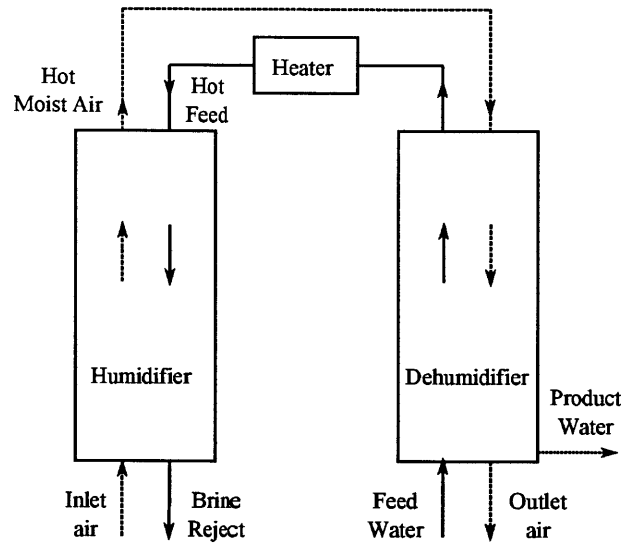 Heater
Hot
Moist Air
Hot
Feed
Humidifier
Dehumidifier
Product
Water
Inlet
air
Brine
Reject
Feed
Water
Outlet
air